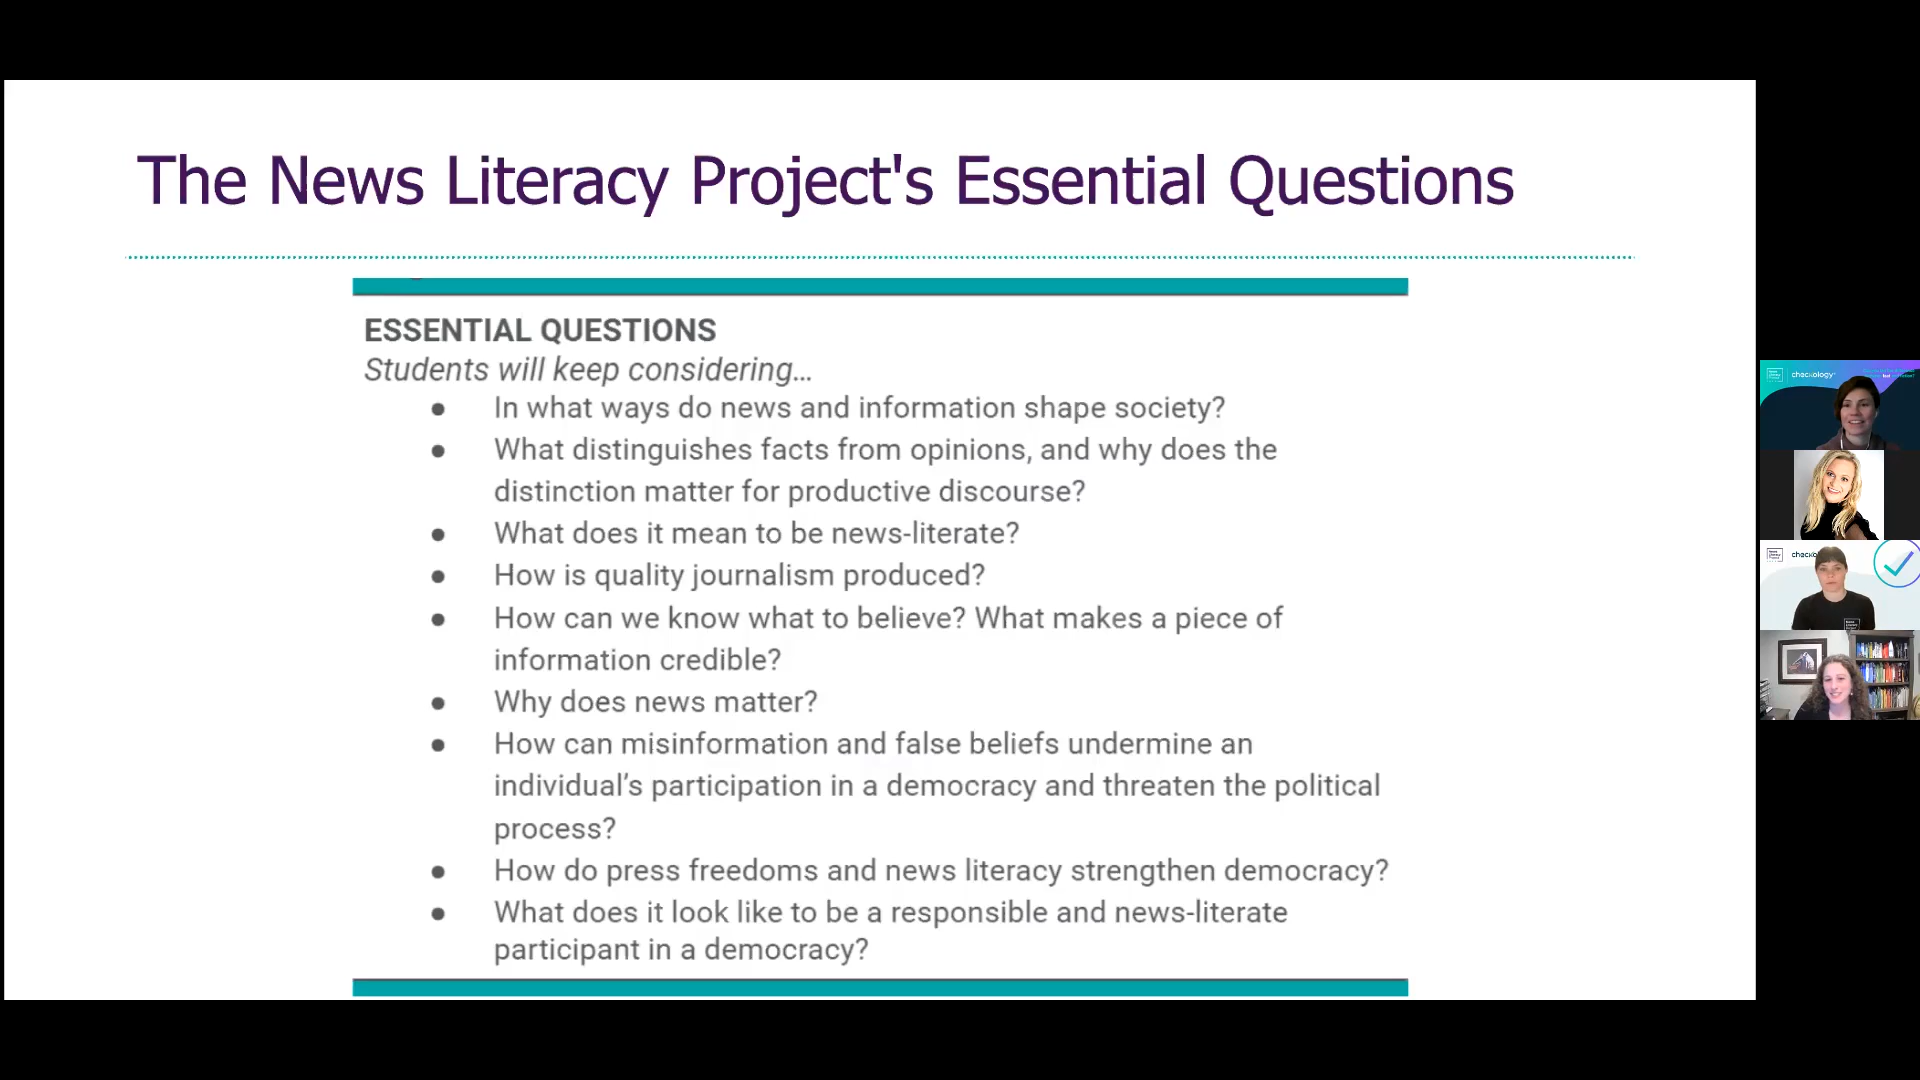 The News Literacy Project's Essential Questions
ESSENTIAL QUESTIONS
Students will keep considering...
● In what ways do news and information shape society?
● What distinguishes facts from opinions, and why does the
distinction matter for productive discourse?
● What does it mean to be news-literate?
● How is quality journalism produced?
● How can we know what to believe? What makes a piece of
information credible?
● Why does news matter?
● How can misinformation and false beliefs undermine an
individual’s participation in a democracy and threaten the political
process?
● How do press freedoms and news literacy strengthen democracy?
● What does it look like to be a responsible and news-literate
participant in a democracy?
checkology